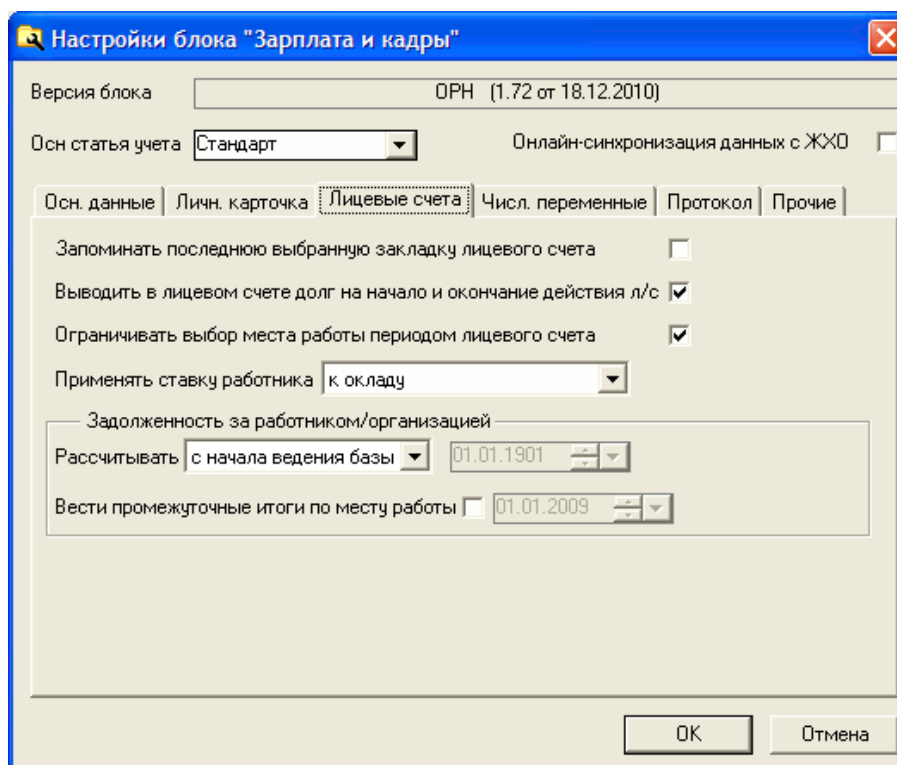 Настройки блока "Зарплата и кадры"
Версия блока ОРН (1.72 от 18.12.2010)
Осн статья учета Стандарт Онлайн-синхронизация данных с ЖХО
Осн. данные Личн. карточка Лицевые счета Числ. переменные Протокол Прочие
Запоминать последнюю выбранную закладку лицевого счета
Выводить в лицевом счете долг на начало и окончание действия л/с
Ограничивать выбор места работы периодом лицевого счета
Применять ставку работника к окладу
Задолженность за работником/организацией
Рассчитывать с начала ведения базы 01.01.1901
Вести промежуточные итоги по месту работы 01.01.2009
OK Отмена